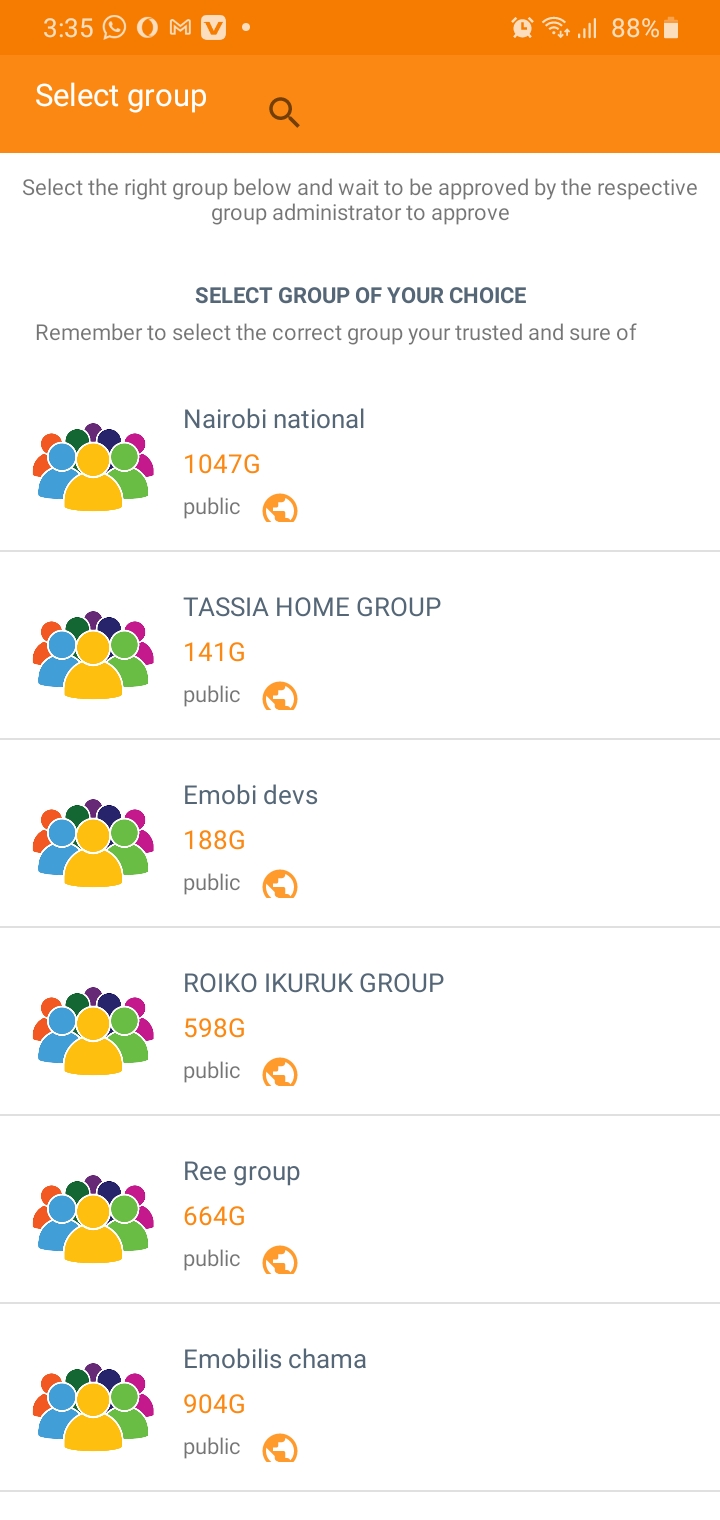 3:35
88%
Select group
Select the right group below and wait to be approved by the respective
group administrator to approve
SELECT GROUP OF YOUR CHOICE
Remember to select the correct group your trusted and sure of
Nairobi national
1047G
public
TASSIA HOME GROUP
141G
public
Emobi devs
188G
public
ROIKO IKURUK GROUP
598G
public
Ree group
664G
public
Emobilis chama
904G
public